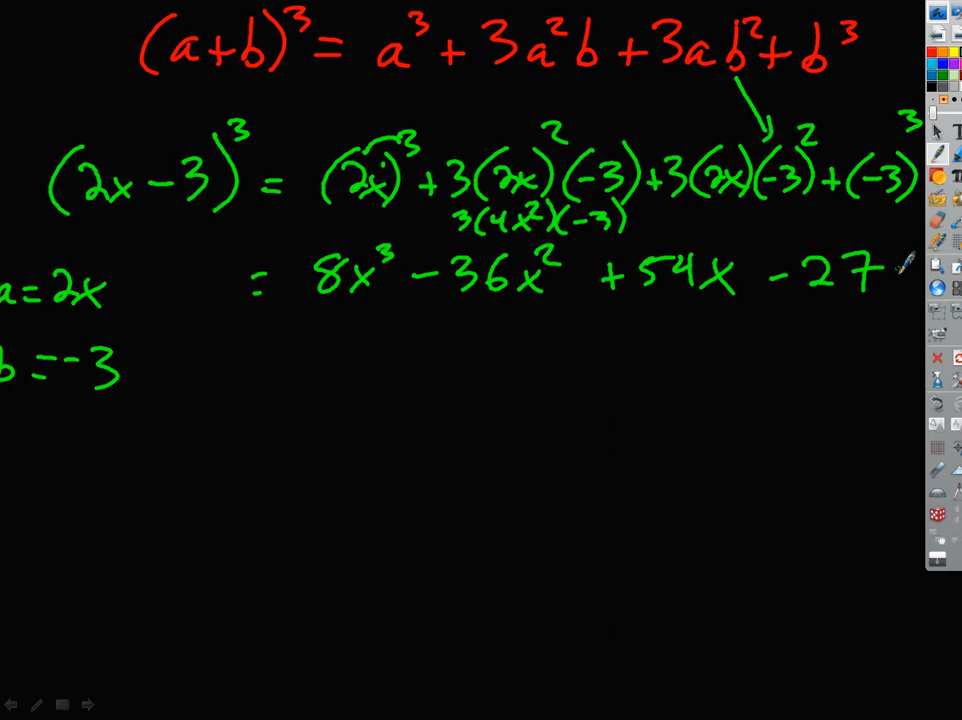 (a+b)³ = a³ + 3a²b + 3ab² + b³
(2x − 3)³ = (2x)³ + 3(2x)²(−3) + 3(2x)(−3)² + (−3)³
3(4x²)(−3)
= 8x³ − 36x² + 54x − 27
a = 2x
b = −3